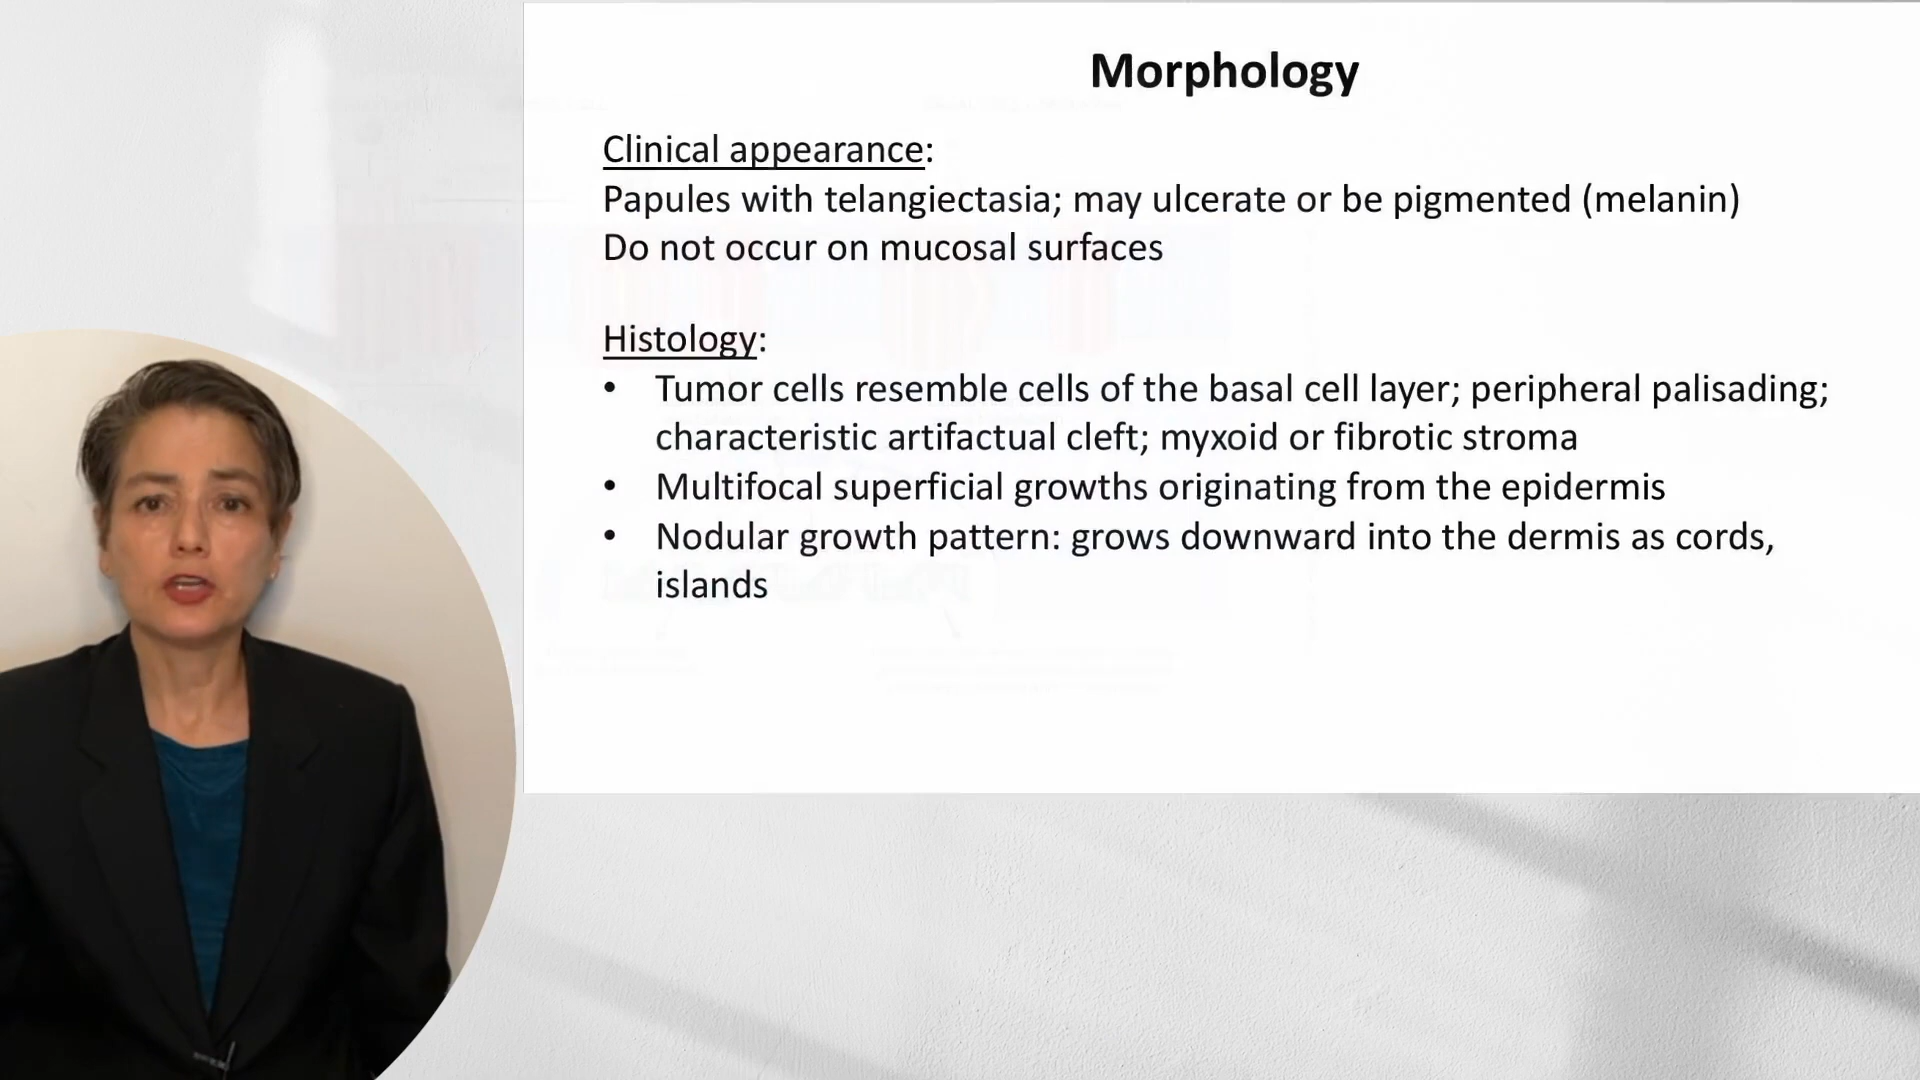 Morphology
Clinical appearance:
Papules with telangiectasia; may ulcerate or be pigmented (melanin)
Do not occur on mucosal surfaces
Histology:
• Tumor cells resemble cells of the basal cell layer; peripheral palisading;
characteristic artifactual cleft; myxoid or fibrotic stroma
• Multifocal superficial growths originating from the epidermis
• Nodular growth pattern: grows downward into the dermis as cords,
islands